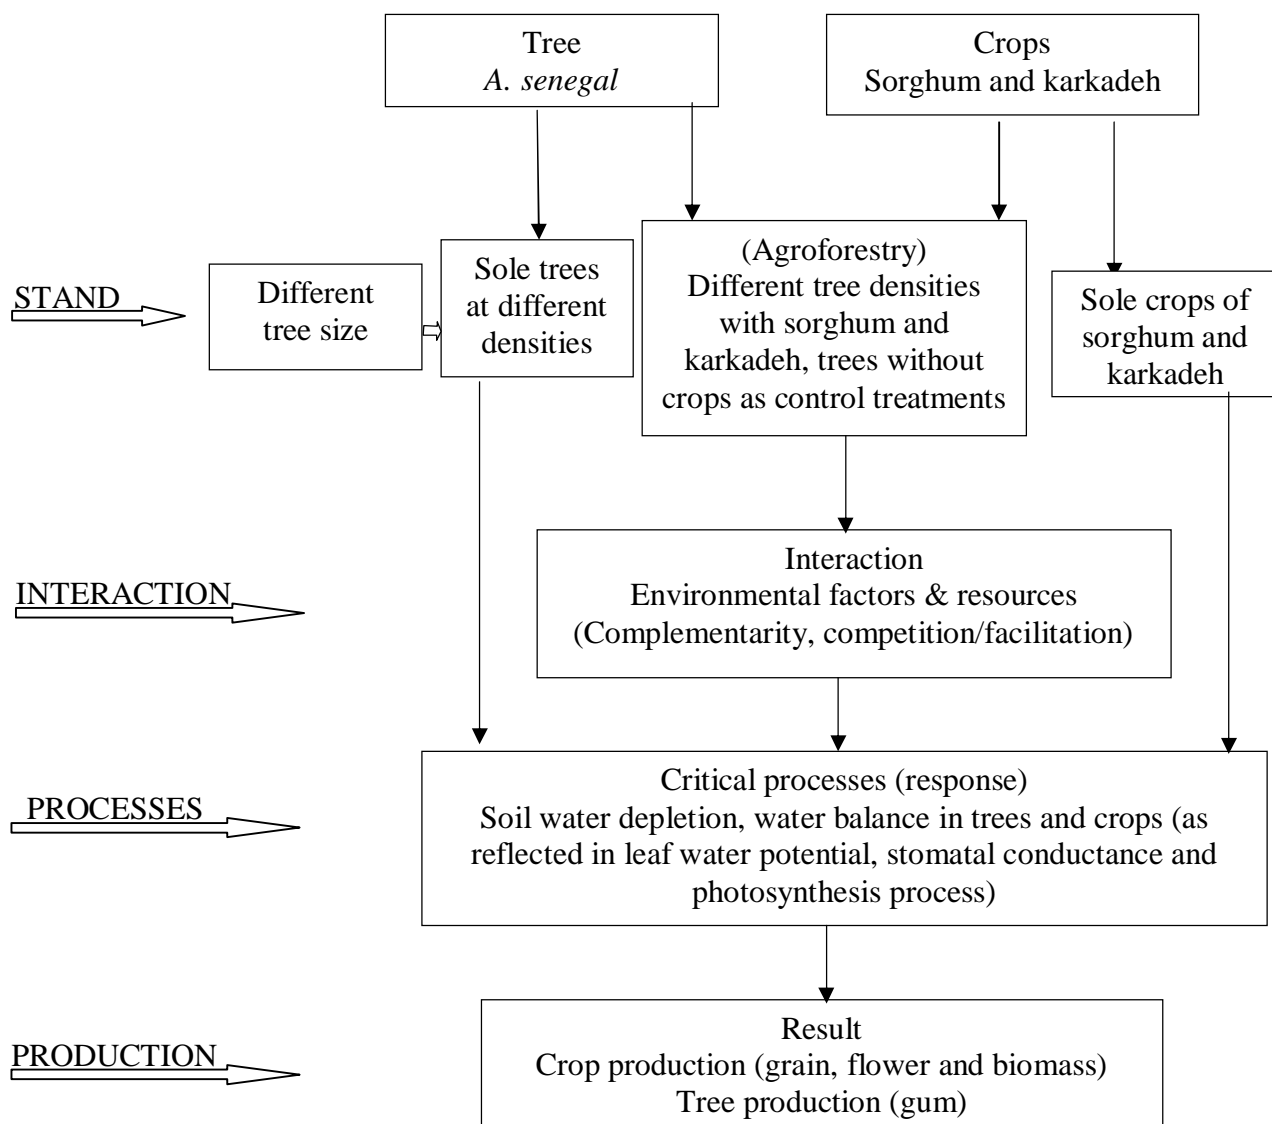 Tree
A. senegal
Crops
Sorghum and karkadeh
STAND
Different
tree size
Sole trees
at different
densities
(Agroforestry)
Different tree densities
with sorghum and
karkadeh, trees without
crops as control treatments
Sole crops of
sorghum and
karkadeh
INTERACTION
Interaction
Environmental factors & resources
(Complementarity, competition/facilitation)
PROCESSES
Critical processes (response)
Soil water depletion, water balance in trees and crops (as
reflected in leaf water potential, stomatal conductance and
photosynthesis process)
PRODUCTION
Result
Crop production (grain, flower and biomass)
Tree production (gum)